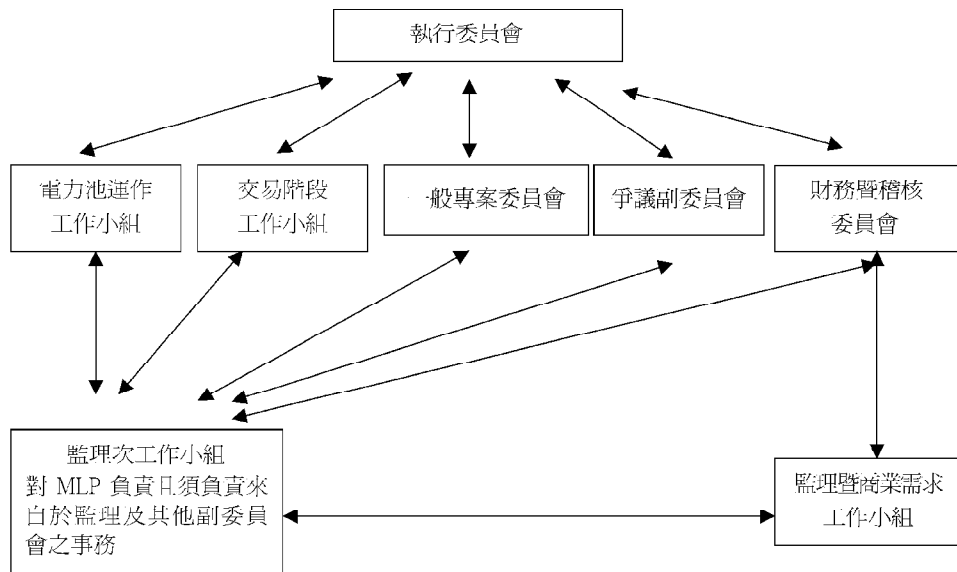 執行委員會
電力池運作
工作小組
交易階段
工作小組
一般專案委員會
爭議副委員會
財務暨稽核
委員會
監理次工作小組
對 MLP 負責且須負責來
自於監理及其他副委員
會之事務
監理暨商業需求
工作小組